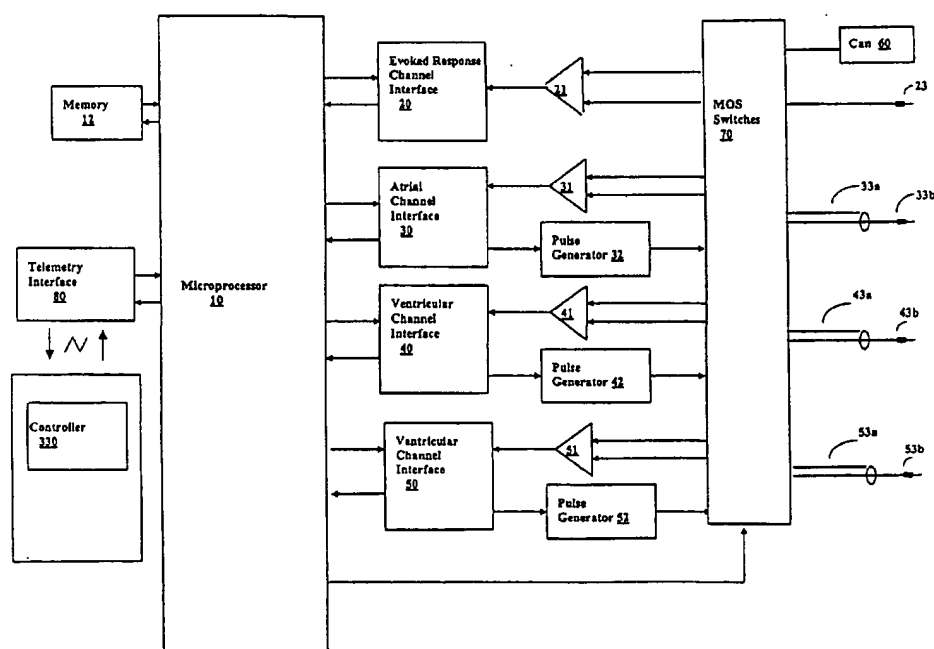 Evoked Response
Channel
Interface
20
21
MOS
Switches
70
Can 60
23
Memory
12
Atrial
Channel
Interface
30
31
Pulse
Generator 32
33a
33b
Telemetry
Interface
80
Microprocessor
10
Ventricular
Channel
Interface
40
41
Pulse
Generator 42
43a
43b
Controller
330
Ventricular
Channel
Interface
50
51
Pulse
Generator 52
53a
53b